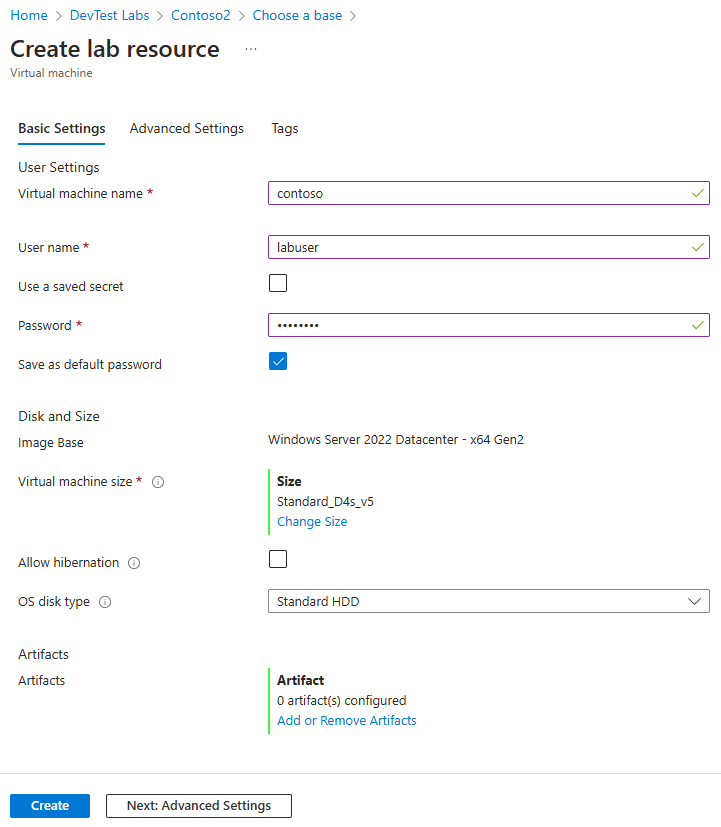 Home > DevTest Labs > Contoso2 > Choose a base >
Create lab resource ...
Virtual machine
Basic Settings Advanced Settings Tags
User Settings
Virtual machine name * contoso
User name * labuser
Use a saved secret
Password * ••••••••
Save as default password
Disk and Size
Image Base Windows Server 2022 Datacenter - x64 Gen2
Virtual machine size * Size
Standard_D4s_v5
Change Size
Allow hibernation
OS disk type Standard HDD
Artifacts
Artifacts Artifact
0 artifact(s) configured
Add or Remove Artifacts
Create Next: Advanced Settings